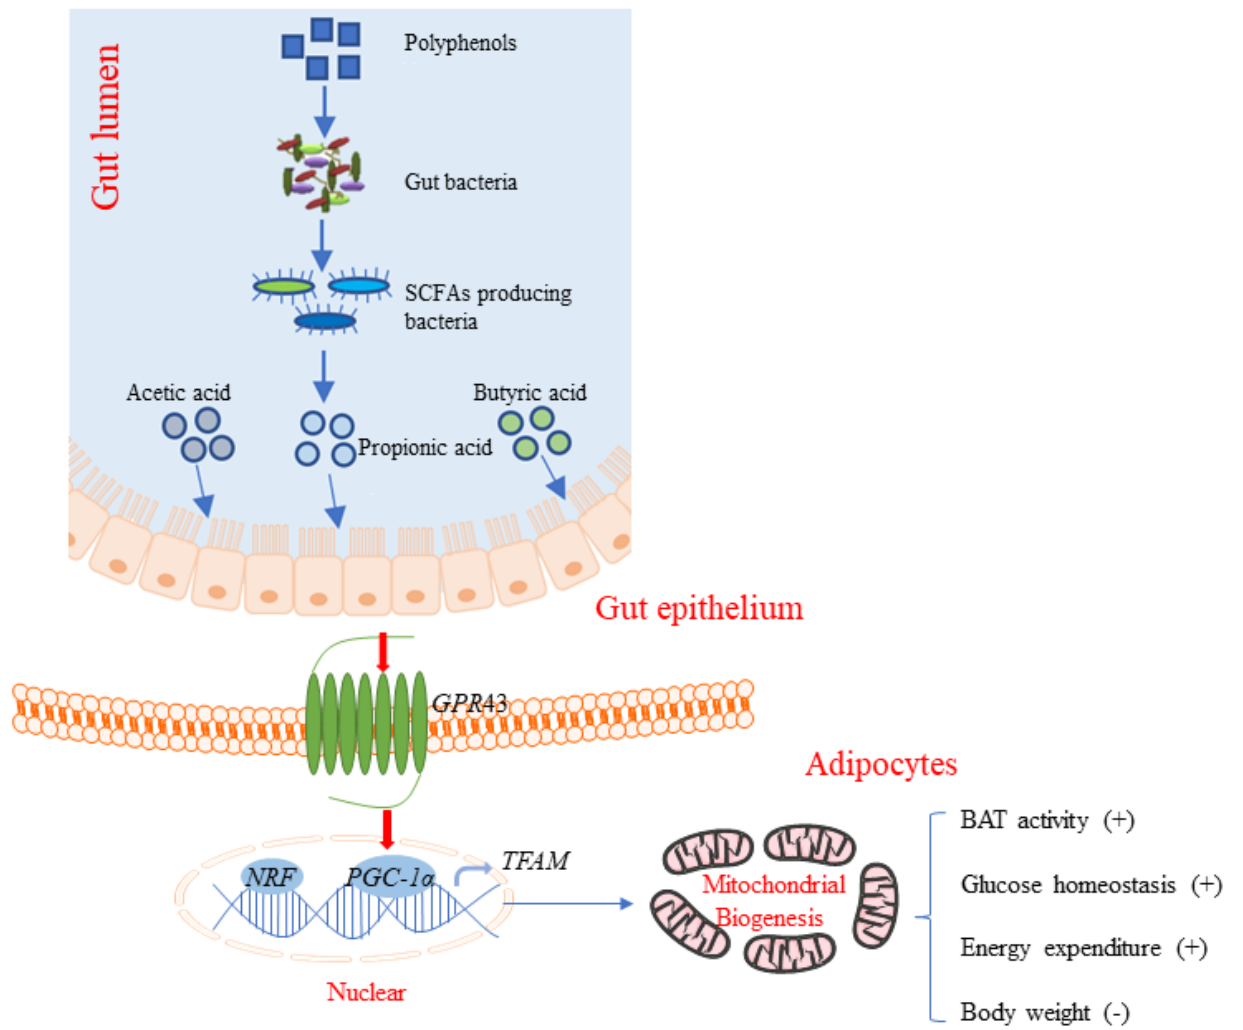 Polyphenols
Gut lumen
Gut bacteria
SCFAs producing
bacteria
Acetic acid
Butyric acid
Propionic acid
Gut epithelium
GPR43
Adipocytes
BAT activity (+)
TFAM
NRF
PGC-1α
Mitochondrial
Glucose homeostasis (+)
Biogenesis
Energy expenditure (+)
Nuclear
Body weight (-)